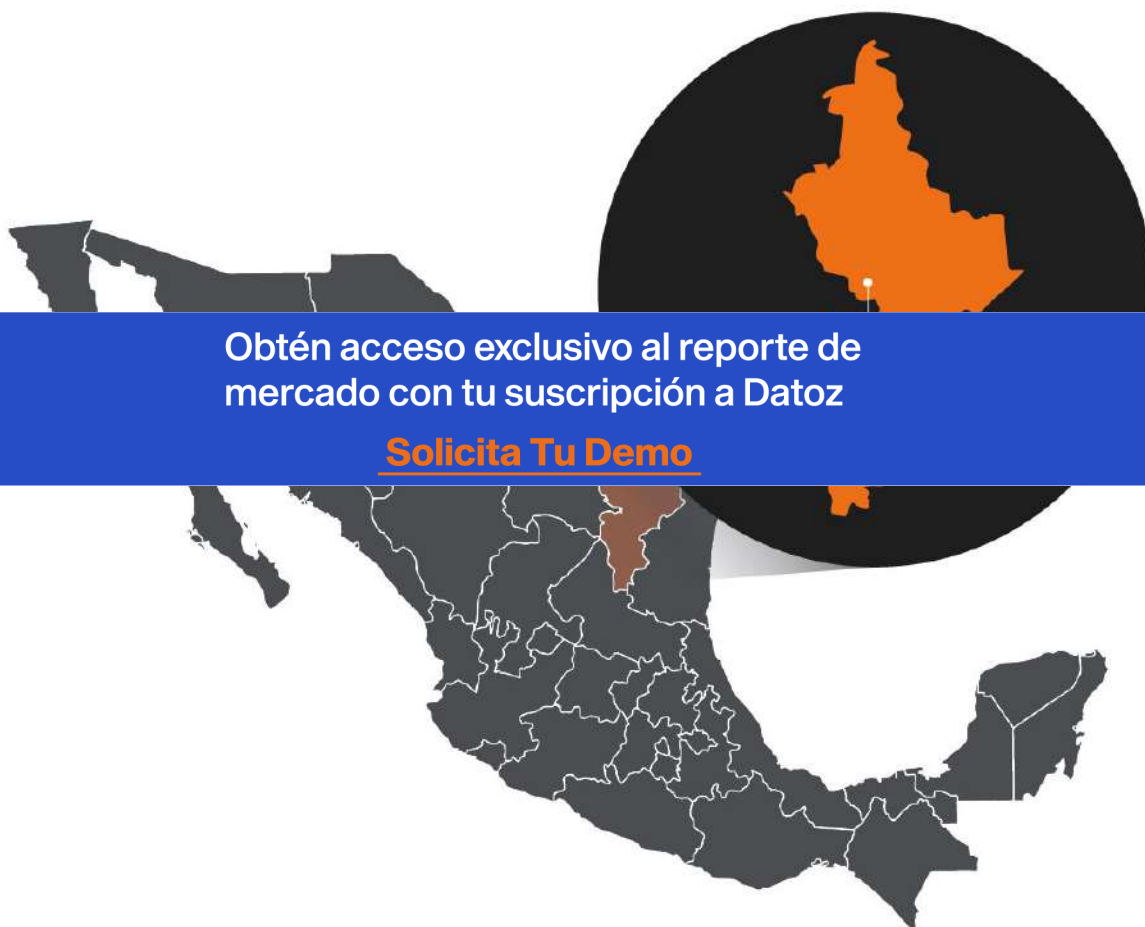 Obtén acceso exclusivo al reporte de
mercado con tu suscripción a Datoz
Solicita Tu Demo